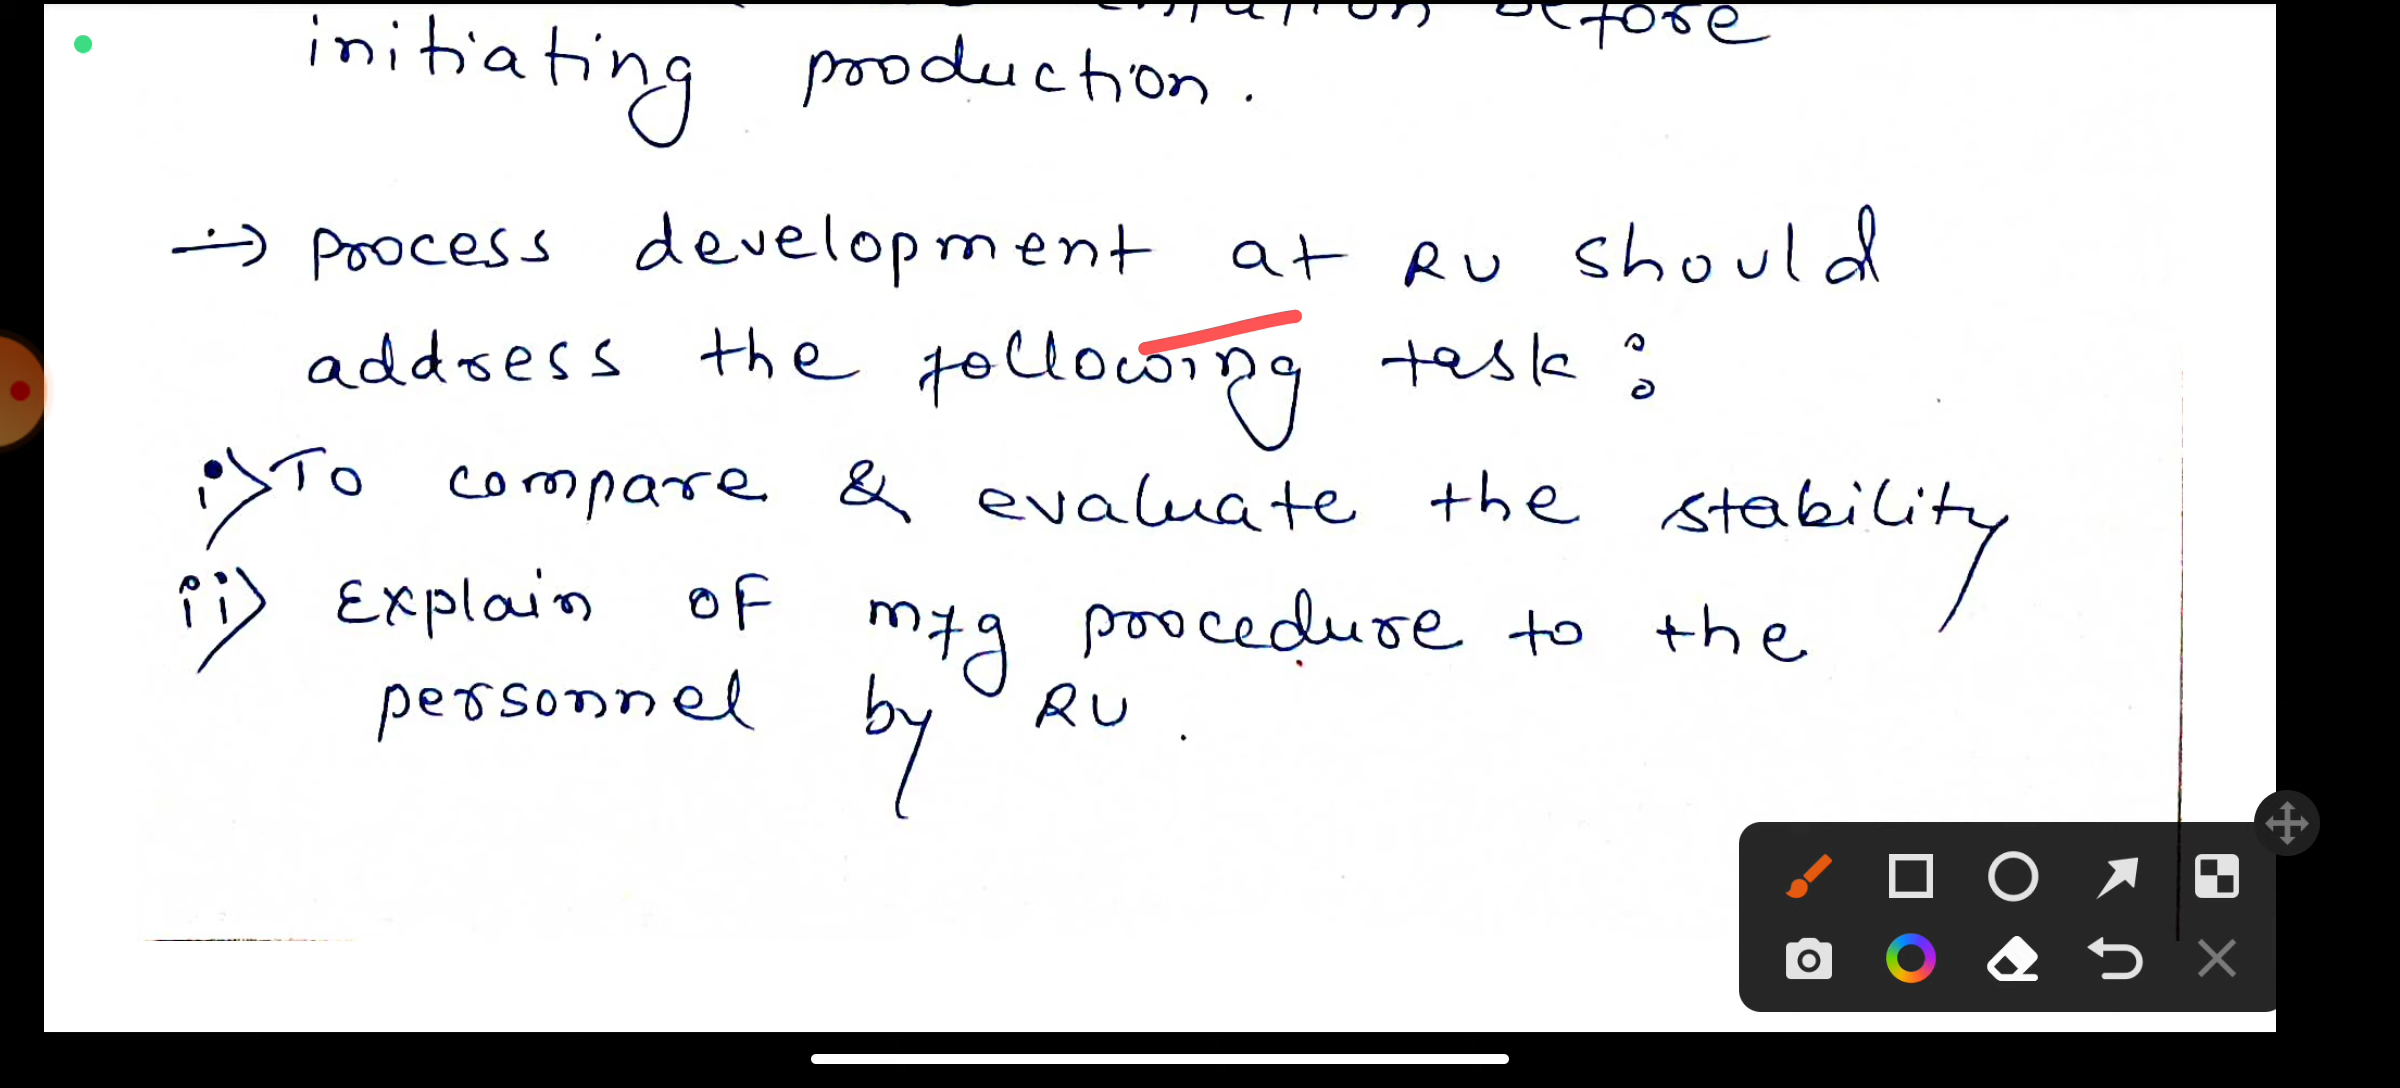 before
initiating production.
→ process development at RU should
address the following task :
i) To compare & evaluate the stability
ii) Explain of mfg procedure to the
personnel by RU.